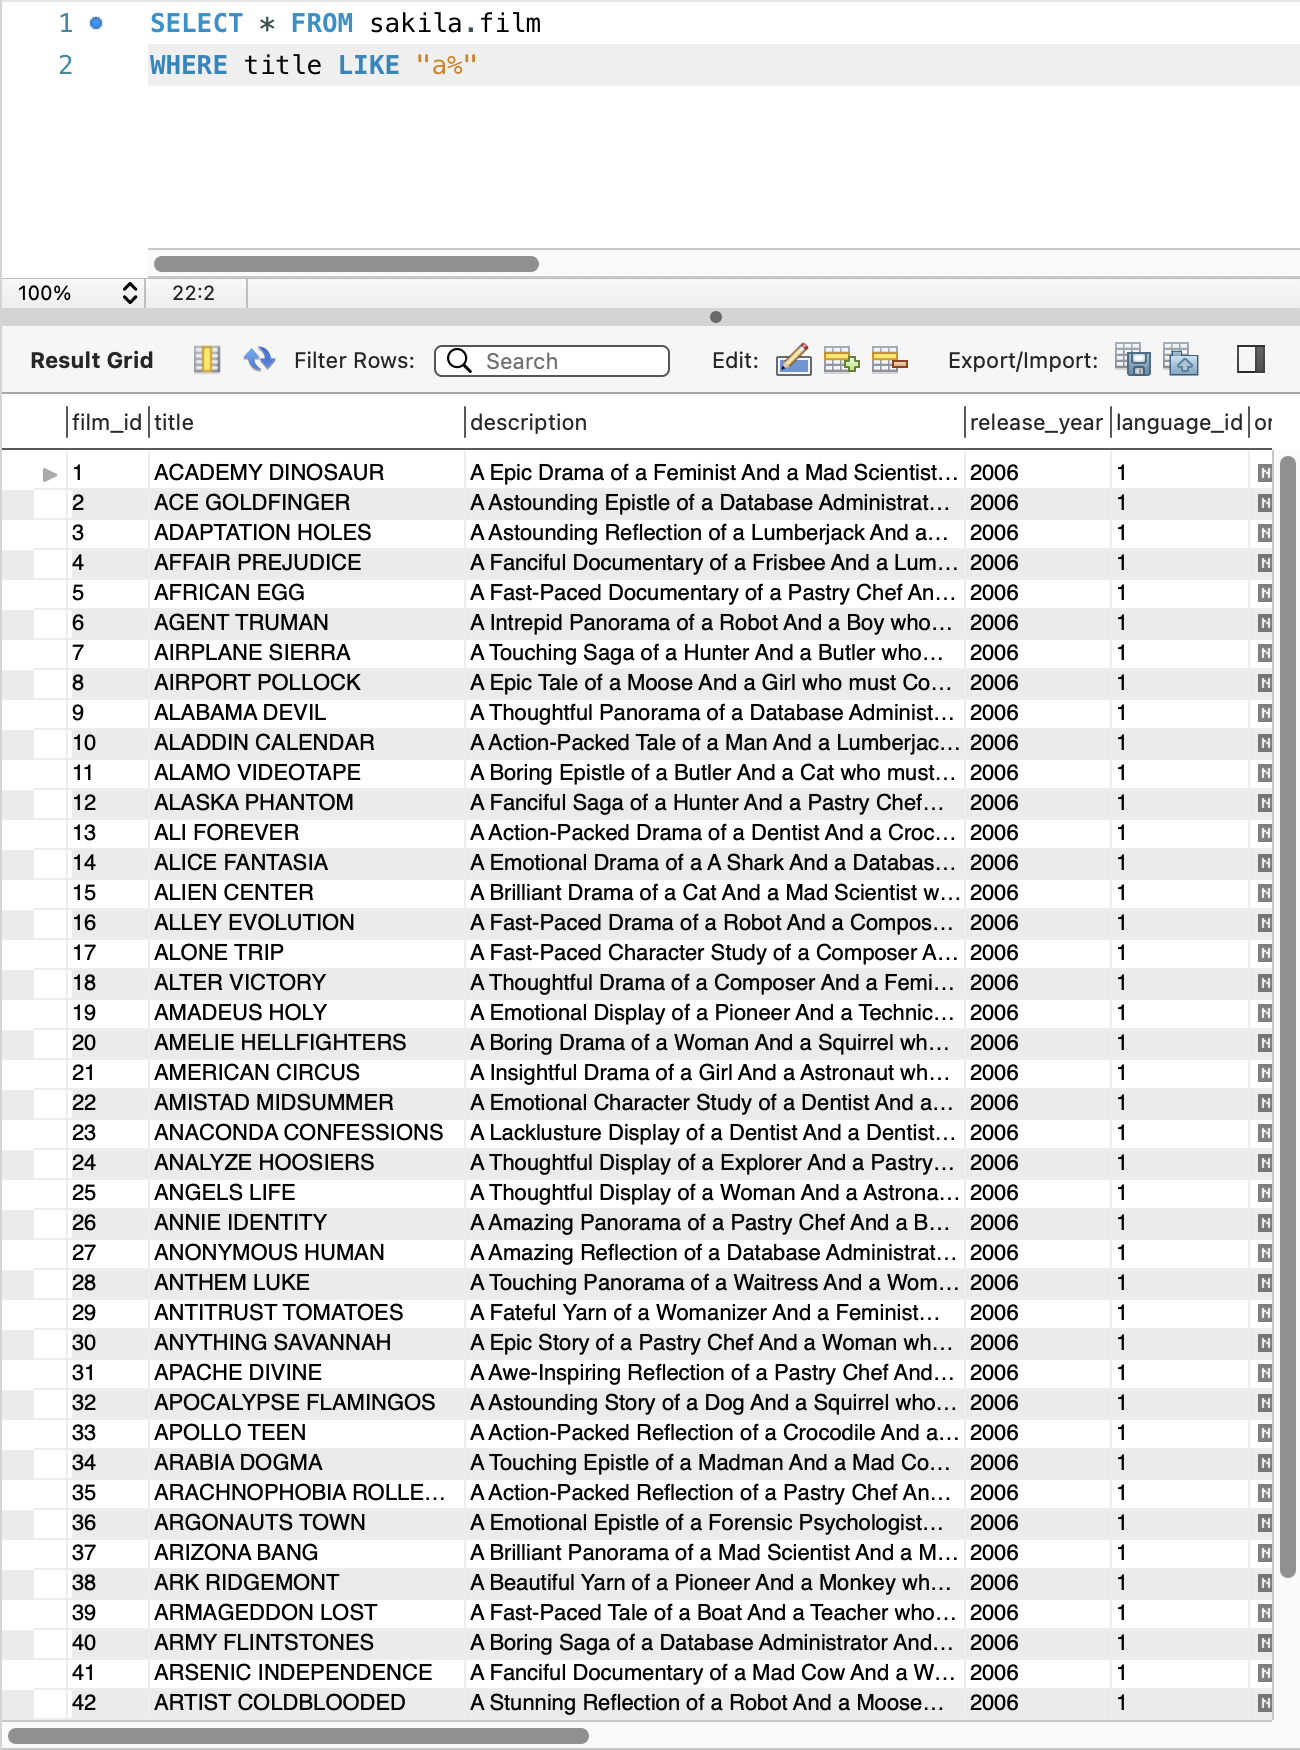 1 SELECT * FROM sakila.film
2 WHERE title LIKE "a%"
100% 22:2
Result Grid Filter Rows: Search Edit: Export/Import:
film_id title description release_year language_id or
1 ACADEMY DINOSAUR A Epic Drama of a Feminist And a Mad Scientist... 2006 1 N
2 ACE GOLDFINGER A Astounding Epistle of a Database Administrat... 2006 1 N
3 ADAPTATION HOLES A Astounding Reflection of a Lumberjack And a... 2006 1 N
4 AFFAIR PREJUDICE A Fanciful Documentary of a Frisbee And a Lum... 2006 1 N
5 AFRICAN EGG A Fast-Paced Documentary of a Pastry Chef An... 2006 1 N
6 AGENT TRUMAN A Intrepid Panorama of a Robot And a Boy who... 2006 1 N
7 AIRPLANE SIERRA A Touching Saga of a Hunter And a Butler who... 2006 1 N
8 AIRPORT POLLOCK A Epic Tale of a Moose And a Girl who must Co... 2006 1 N
9 ALABAMA DEVIL A Thoughtful Panorama of a Database Administ... 2006 1 N
10 ALADDIN CALENDAR A Action-Packed Tale of a Man And a Lumberjac... 2006 1 N
11 ALAMO VIDEOTAPE A Boring Epistle of a Butler And a Cat who must... 2006 1 N
12 ALASKA PHANTOM A Fanciful Saga of a Hunter And a Pastry Chef... 2006 1 N
13 ALI FOREVER A Action-Packed Drama of a Dentist And a Croc... 2006 1 N
14 ALICE FANTASIA A Emotional Drama of a A Shark And a Databas... 2006 1 N
15 ALIEN CENTER A Brilliant Drama of a Cat And a Mad Scientist w... 2006 1 N
16 ALLEY EVOLUTION A Fast-Paced Drama of a Robot And a Compos... 2006 1 N
17 ALONE TRIP A Fast-Paced Character Study of a Composer A... 2006 1 N
18 ALTER VICTORY A Thoughtful Drama of a Composer And a Femi... 2006 1 N
19 AMADEUS HOLY A Emotional Display of a Pioneer And a Technic... 2006 1 N
20 AMELIE HELLFIGHTERS A Boring Drama of a Woman And a Squirrel wh... 2006 1 N
21 AMERICAN CIRCUS A Insightful Drama of a Girl And a Astronaut wh... 2006 1 N
22 AMISTAD MIDSUMMER A Emotional Character Study of a Dentist And a... 2006 1 N
23 ANACONDA CONFESSIONS A Lacklusture Display of a Dentist And a Dentist... 2006 1 N
24 ANALYZE HOOSIERS A Thoughtful Display of a Explorer And a Pastry... 2006 1 N
25 ANGELS LIFE A Thoughtful Display of a Woman And a Astrona... 2006 1 N
26 ANNIE IDENTITY A Amazing Panorama of a Pastry Chef And a B... 2006 1 N
27 ANONYMOUS HUMAN A Amazing Reflection of a Database Administrat... 2006 1 N
28 ANTHEM LUKE A Touching Panorama of a Waitress And a Wom... 2006 1 N
29 ANTITRUST TOMATOES A Fateful Yarn of a Womanizer And a Feminist... 2006 1 N
30 ANYTHING SAVANNAH A Epic Story of a Pastry Chef And a Woman wh... 2006 1 N
31 APACHE DIVINE A Awe-Inspiring Reflection of a Pastry Chef And... 2006 1 N
32 APOCALYPSE FLAMINGOS A Astounding Story of a Dog And a Squirrel who... 2006 1 N
33 APOLLO TEEN A Action-Packed Reflection of a Crocodile And a... 2006 1 N
34 ARABIA DOGMA A Touching Epistle of a Madman And a Mad Co... 2006 1 N
35 ARACHNOPHOBIA ROLLE... A Action-Packed Reflection of a Pastry Chef An... 2006 1 N
36 ARGONAUTS TOWN A Emotional Epistle of a Forensic Psychologist... 2006 1 N
37 ARIZONA BANG A Brilliant Panorama of a Mad Scientist And a M... 2006 1 N
38 ARK RIDGEMONT A Beautiful Yarn of a Pioneer And a Monkey wh... 2006 1 N
39 ARMAGEDDON LOST A Fast-Paced Tale of a Boat And a Teacher who... 2006 1 N
40 ARMY FLINTSTONES A Boring Saga of a Database Administrator And... 2006 1 N
41 ARSENIC INDEPENDENCE A Fanciful Documentary of a Mad Cow And a W... 2006 1 N
42 ARTIST COLDBLOODED A Stunning Reflection of a Robot And a Moose... 2006 1 N